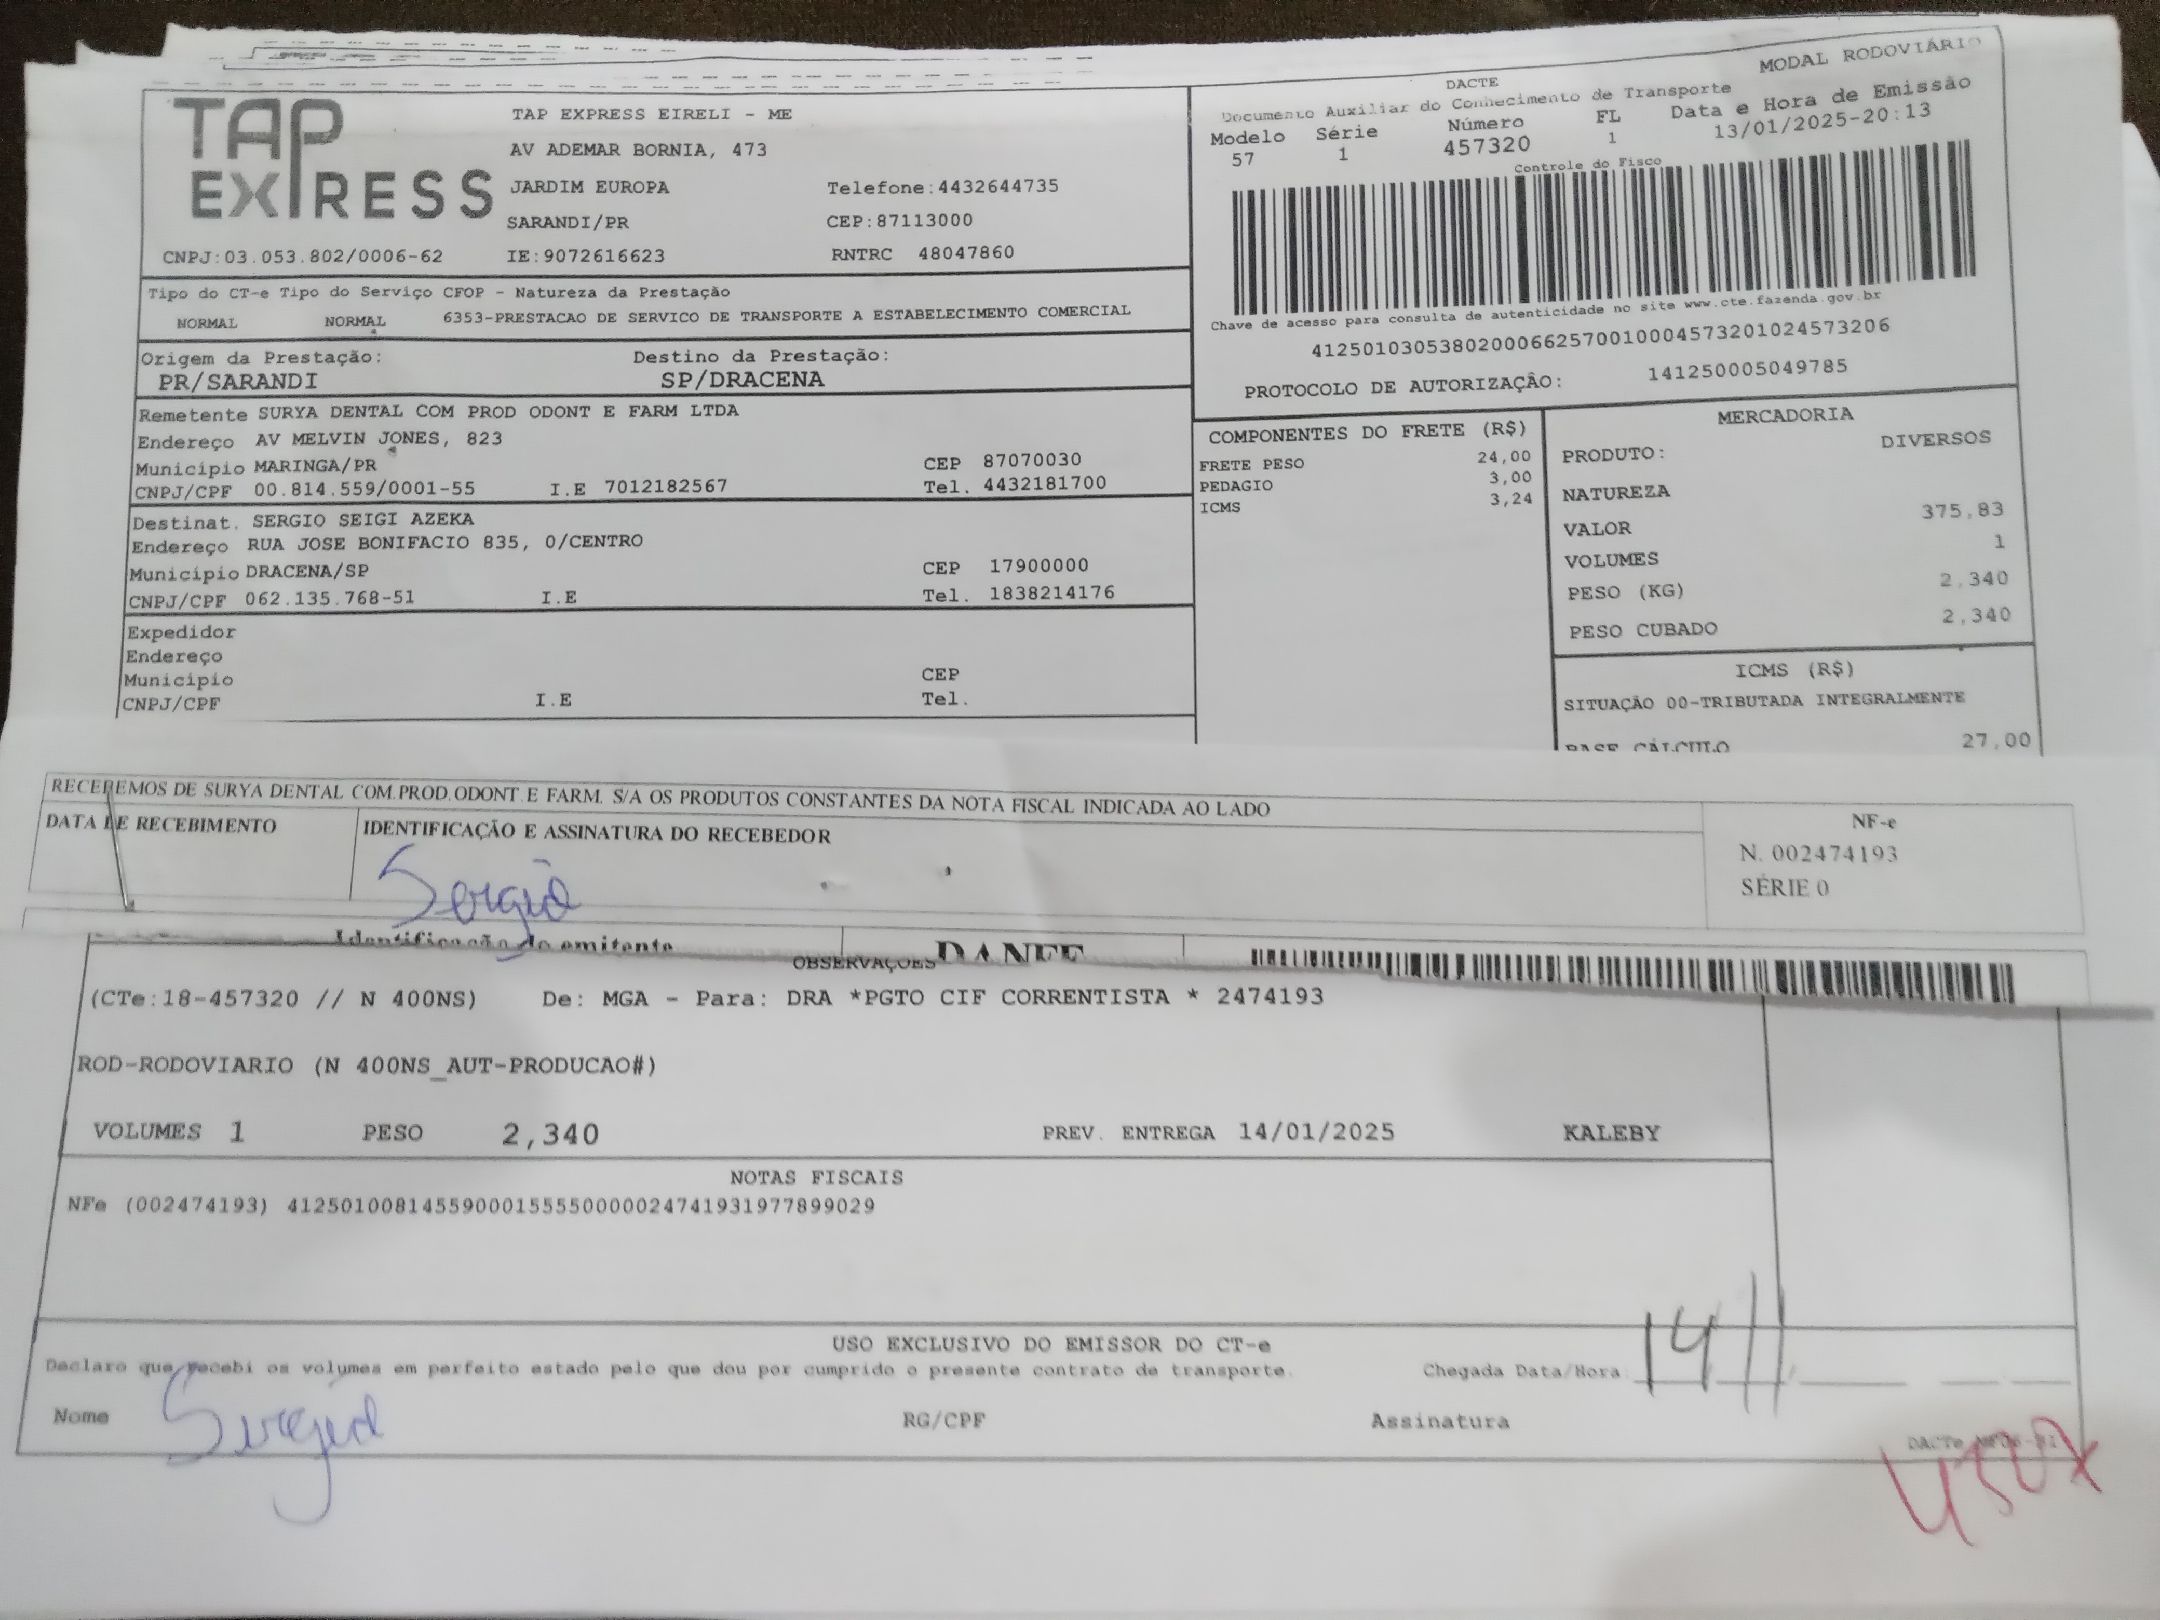 TAP EXPRESS
TAP EXPRESS EIRELI - ME
AV ADEMAR BORNIA, 473
JARDIM EUROPA Telefone:4432644735
SARANDI/PR CEP:87113000
CNPJ:03.053.802/0006-62 IE:9072616623 RNTRC 48047860
MODAL RODOVIÁRIO
DACTE
Documento Auxiliar do Conhecimento de Transporte
Modelo Série Número FL Data e Hora de Emissão
57 1 457320 1 13/01/2025-20:13
Controle do Fisco
Chave de acesso para consulta de autenticidade no site www.cte.fazenda.gov.br
41250103053802000662570010004573201024573206
PROTOCOLO DE AUTORIZAÇÃO: 141250005049785
Tipo do CT-e Tipo do Serviço CFOP - Natureza da Prestação
NORMAL NORMAL 6353-PRESTACAO DE SERVICO DE TRANSPORTE A ESTABELECIMENTO COMERCIAL
Origem da Prestação: Destino da Prestação:
PR/SARANDI SP/DRACENA
Remetente SURYA DENTAL COM PROD ODONT E FARM LTDA
Endereço AV MELVIN JONES, 823
Município MARINGA/PR CEP 87070030
CNPJ/CPF 00.814.559/0001-55 I.E 7012182567 Tel. 4432181700
Destinat. SERGIO SEIGI AZEKA
Endereço RUA JOSE BONIFACIO 835, 0/CENTRO
Município DRACENA/SP CEP 17900000
CNPJ/CPF 062.135.768-51 I.E Tel. 1838214176
Expedidor
Endereço
Município CEP
CNPJ/CPF I.E Tel.
COMPONENTES DO FRETE (R$)
FRETE PESO 24,00
PEDAGIO 3,00
ICMS 3,24
MERCADORIA
PRODUTO: DIVERSOS
NATUREZA
VALOR 375,83
VOLUMES 1
PESO (KG) 2,340
PESO CUBADO 2,340
ICMS (R$)
SITUAÇÃO 00-TRIBUTADA INTEGRALMENTE
BASE CÁLCULO 27,00
RECEBEMOS DE SURYA DENTAL COM.PROD.ODONT.E FARM. S/A OS PRODUTOS CONSTANTES DA NOTA FISCAL INDICADA AO LADO
DATA DE RECEBIMENTO IDENTIFICAÇÃO E ASSINATURA DO RECEBEDOR
Sergio
NF-e
N. 002474193
SÉRIE 0
Identificação do emitente DANFE
OBSERVAÇÕES
(CTe:18-457320 // N 400NS) De: MGA - Para: DRA *PGTO CIF CORRENTISTA * 2474193
ROD-RODOVIARIO (N 400NS_AUT-PRODUCAO#)
VOLUMES 1 PESO 2,340 PREV. ENTREGA 14/01/2025 KALEBY
NOTAS FISCAIS
NFe (002474193) 41250100814559000155550000024741931977899029
USO EXCLUSIVO DO EMISSOR DO CT-e
Declaro que recebi os volumes em perfeito estado pelo que dou por cumprido o presente contrato de transporte. Chegada Data/Hora 14/1
Nome Sergio RG/CPF Assinatura